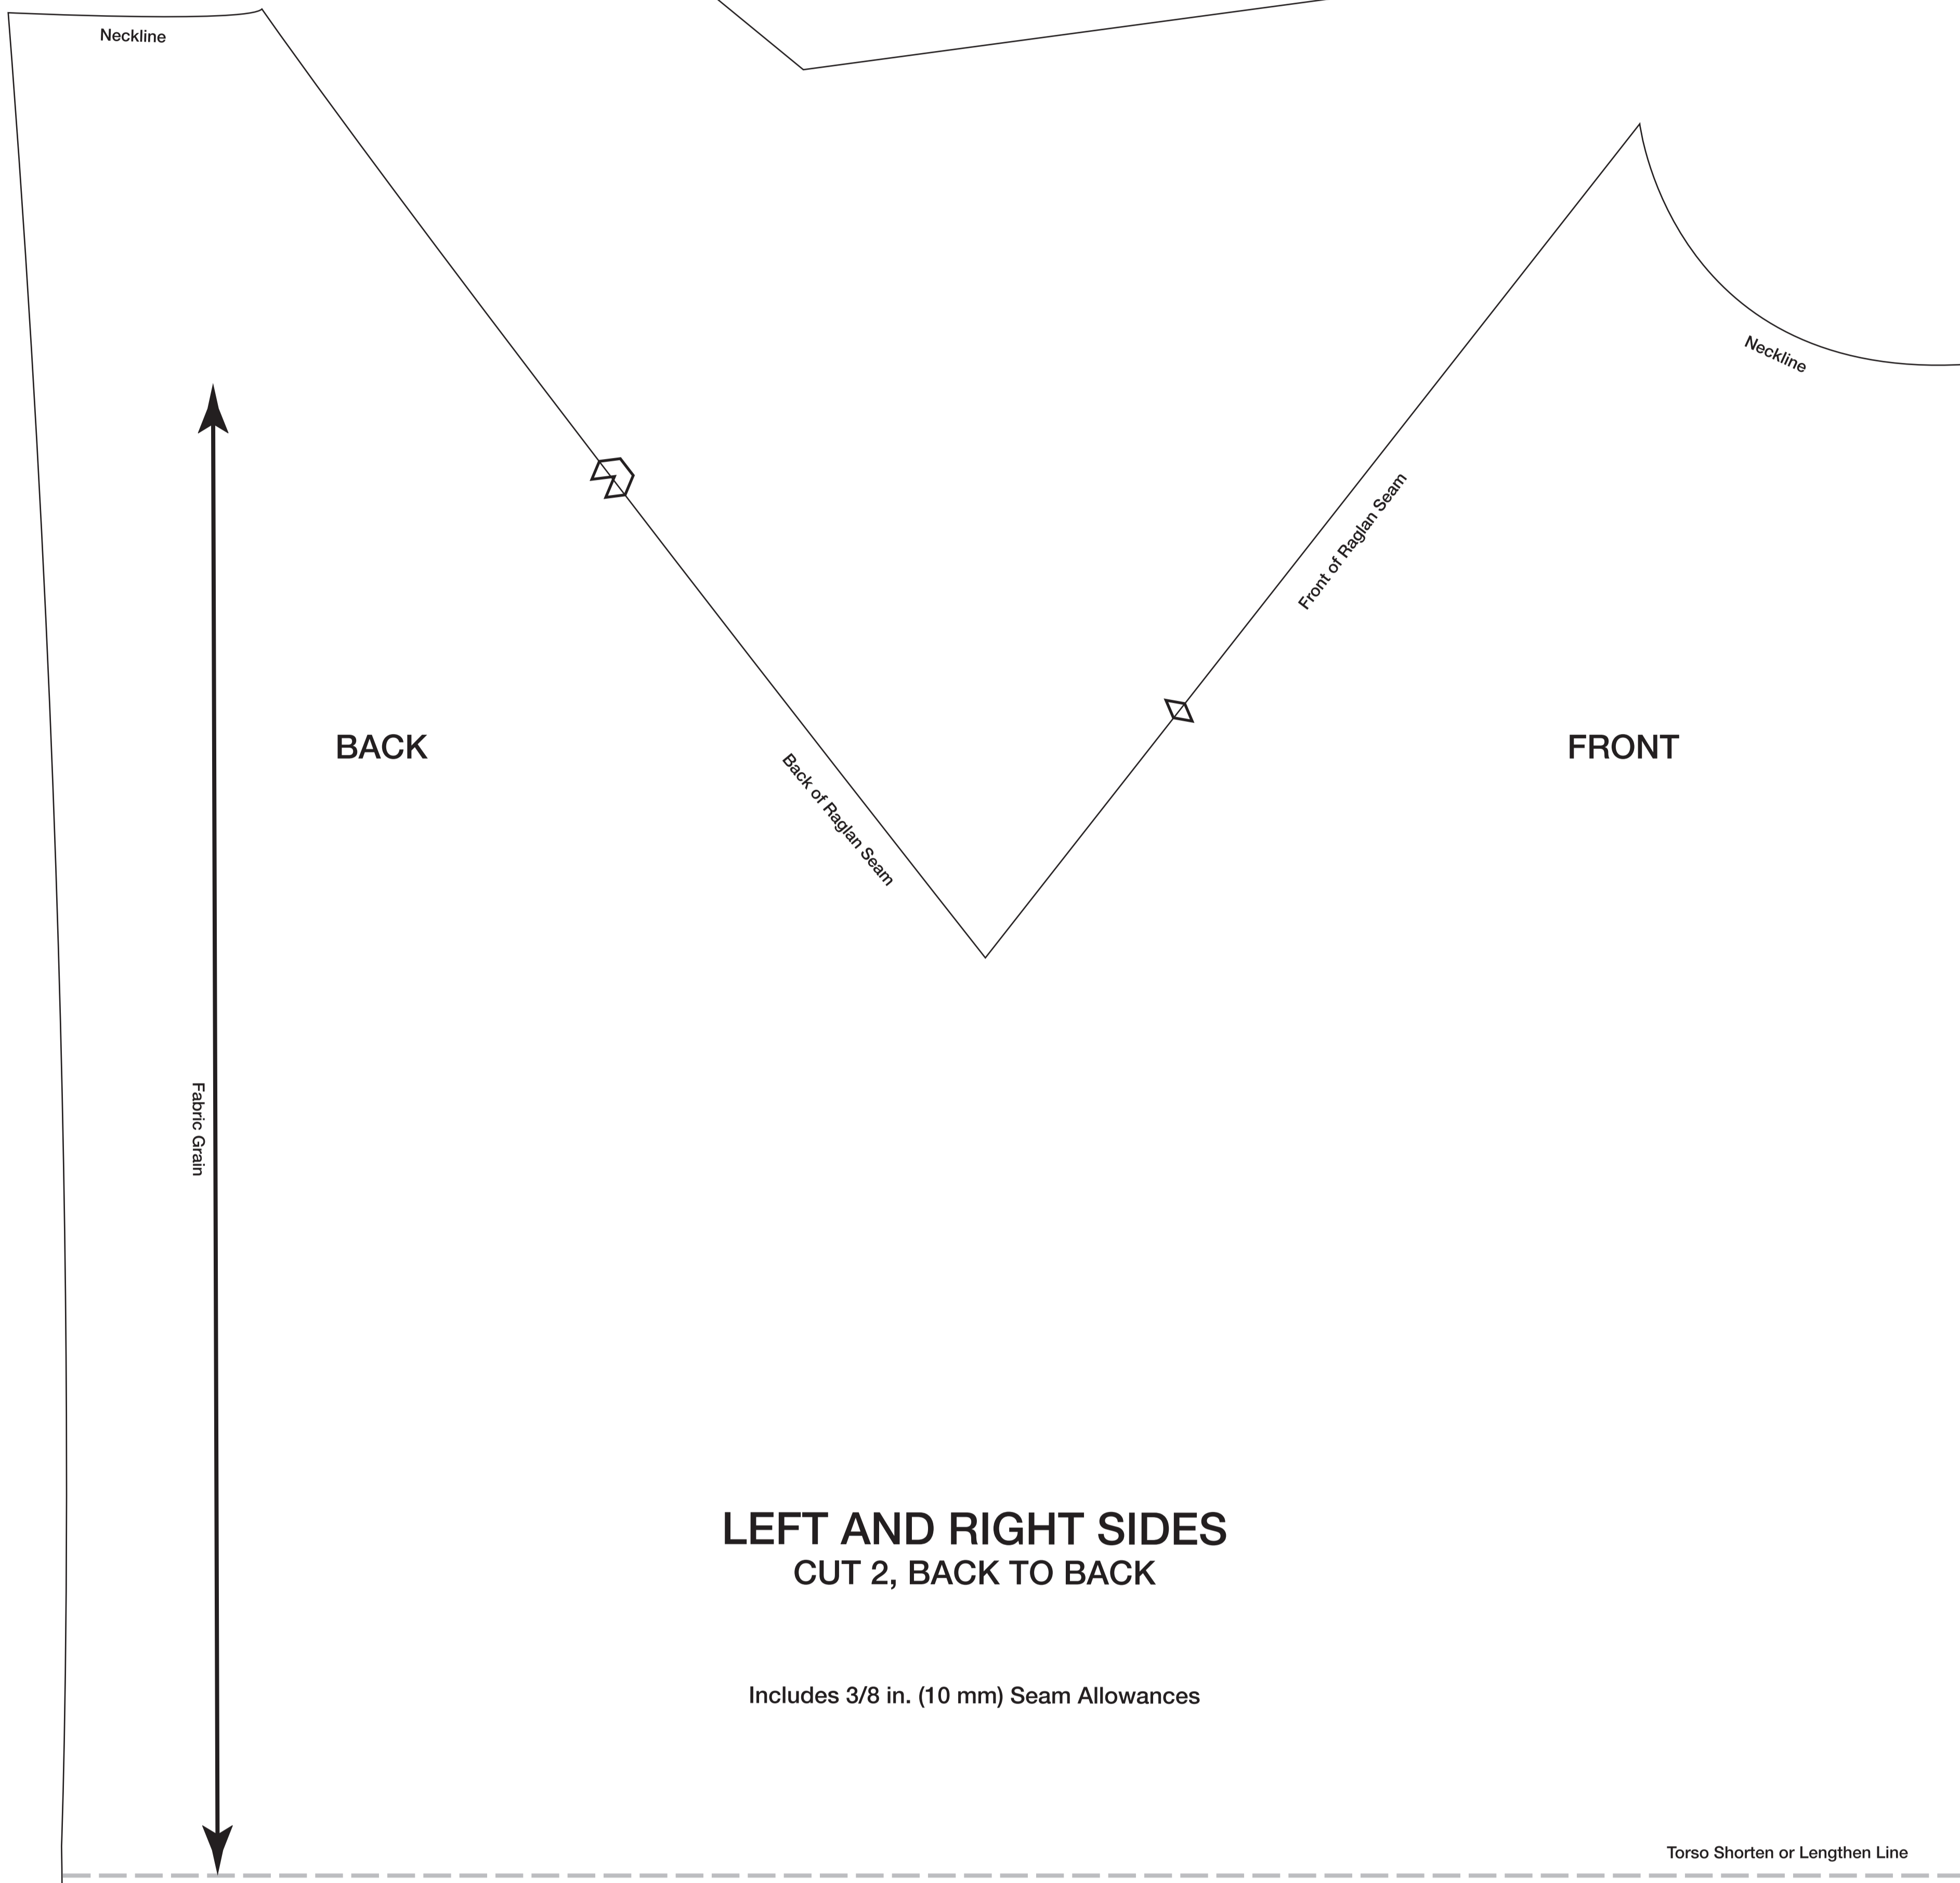 Neckline
Neckline
Front of Raglan Seam
BACK
FRONT
Back of Raglan Seam
Fabric Grain
LEFT AND RIGHT SIDES
CUT 2, BACK TO BACK
Includes 3/8 in. (10 mm) Seam Allowances
Torso Shorten or Lengthen Line